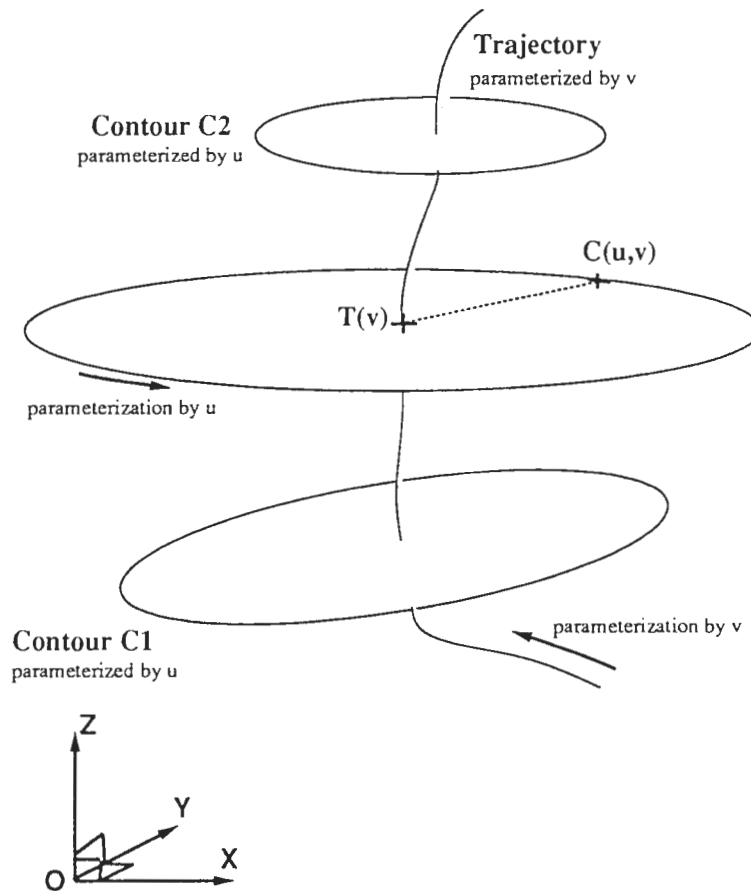 Trajectory
parameterized by v
Contour C2
parameterized by u
C(u,v)
T(v)
parameterization by u
parameterization by v
Contour C1
parameterized by u
Z
Y
X
O